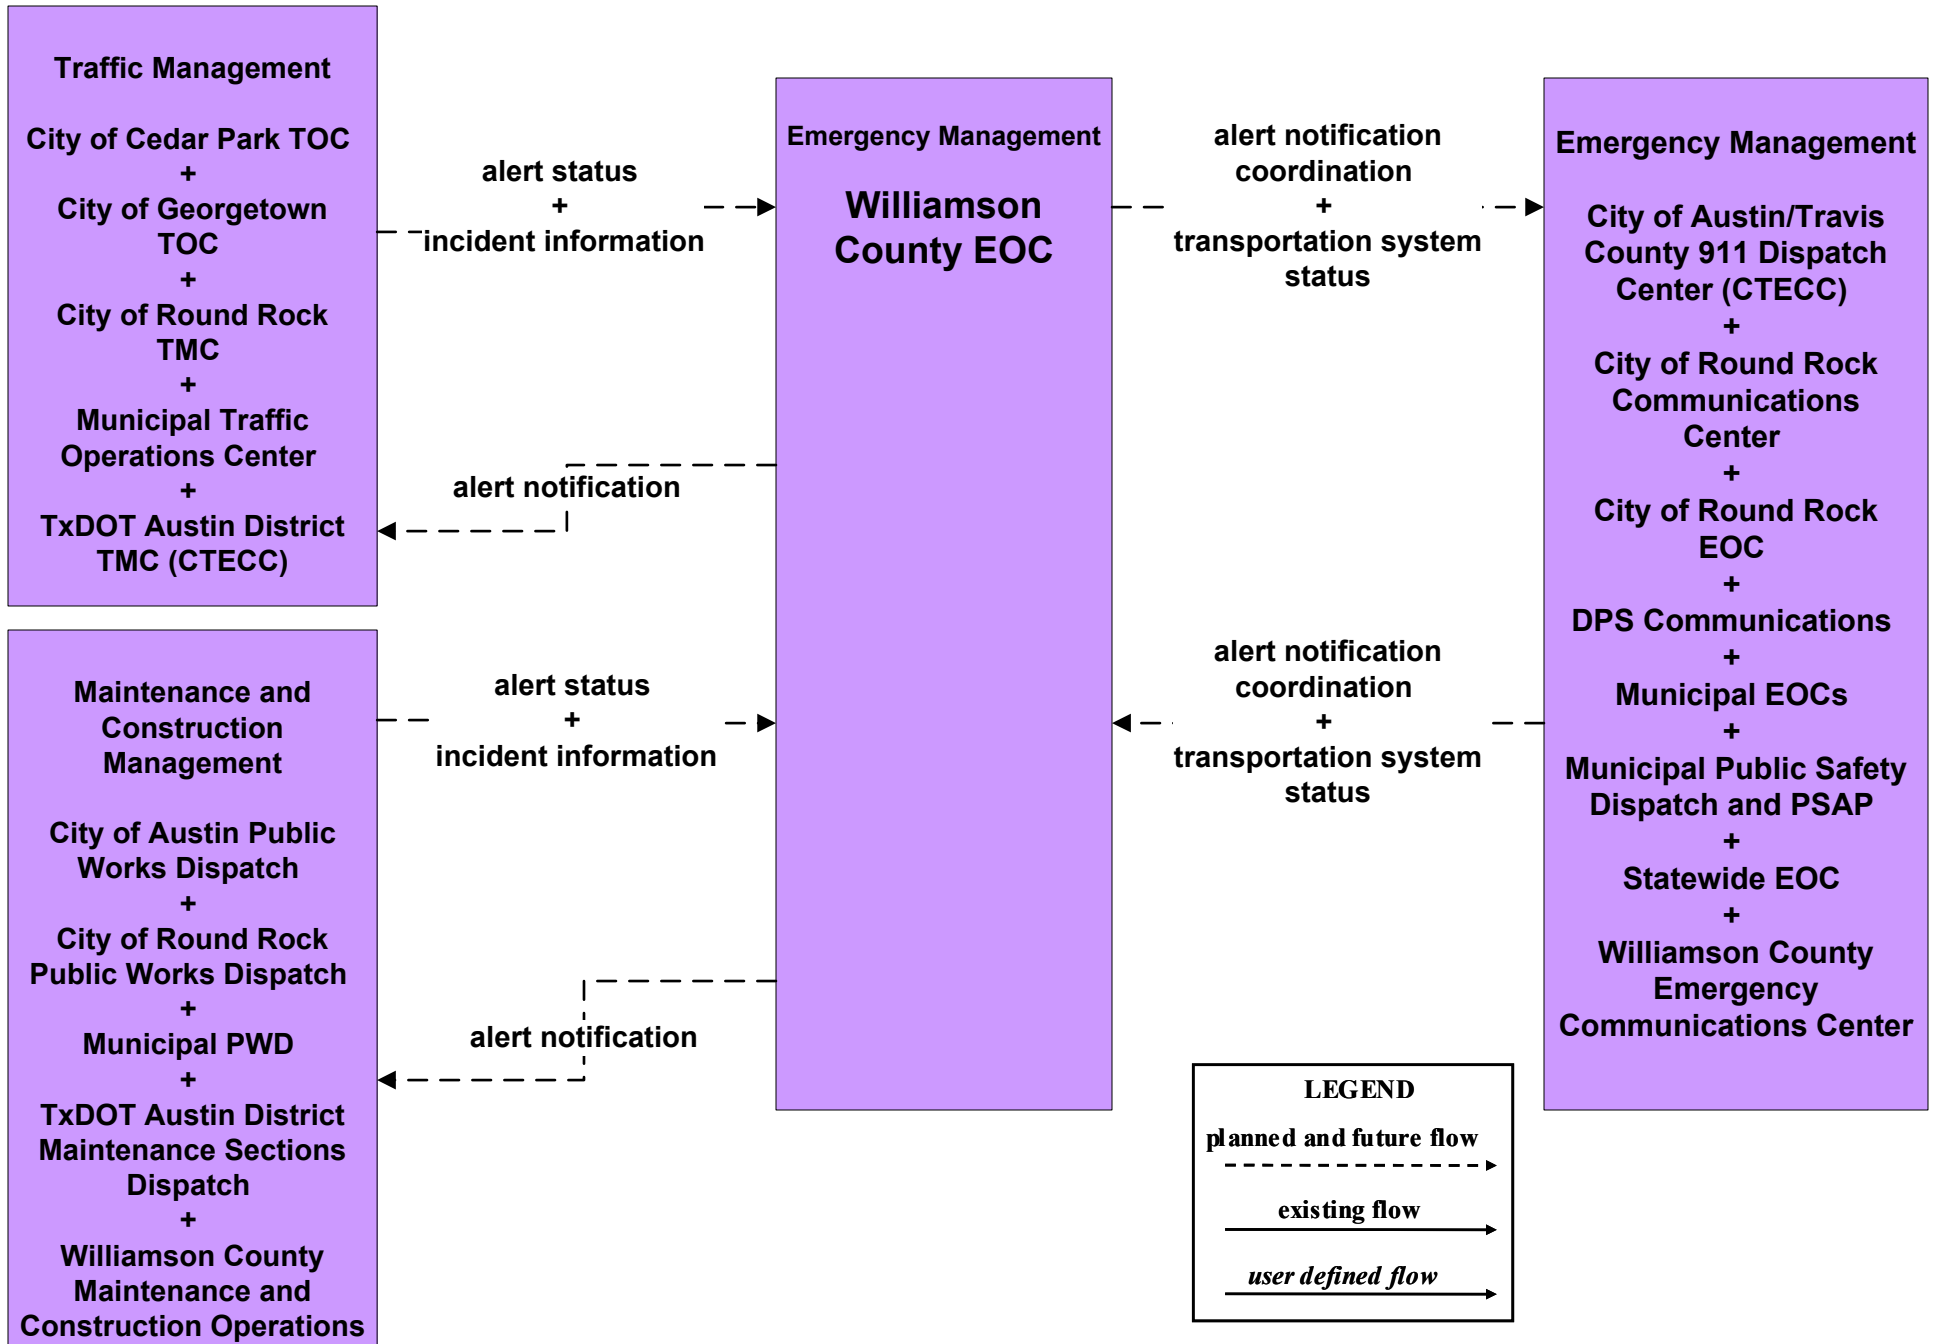 Traffic Management
City of Cedar Park TOC
+
City of Georgetown
TOC
+
City of Round Rock
TMC
+
Municipal Traffic
Operations Center
+
TxDOT Austin District
TMC (CTECC)
Maintenance and
Construction
Management
City of Austin Public
Works Dispatch
+
City of Round Rock
Public Works Dispatch
+
Municipal PWD
+
TxDOT Austin District
Maintenance Sections
Dispatch
+
Williamson County
Maintenance and
Construction Operations
alert status
+
incident information
alert notification
alert status
+
incident information
alert notification
Emergency Management
Williamson
County EOC
alert notification
coordination
+
transportation system
status
alert notification
coordination
+
transportation system
status
Emergency Management
City of Austin/Travis
County 911 Dispatch
Center (CTECC)
+
City of Round Rock
Communications
Center
+
City of Round Rock
EOC
+
DPS Communications
+
Municipal EOCs
+
Municipal Public Safety
Dispatch and PSAP
+
Statewide EOC
+
Williamson County
Emergency
Communications Center
LEGEND
planned and future flow
existing flow
user defined flow